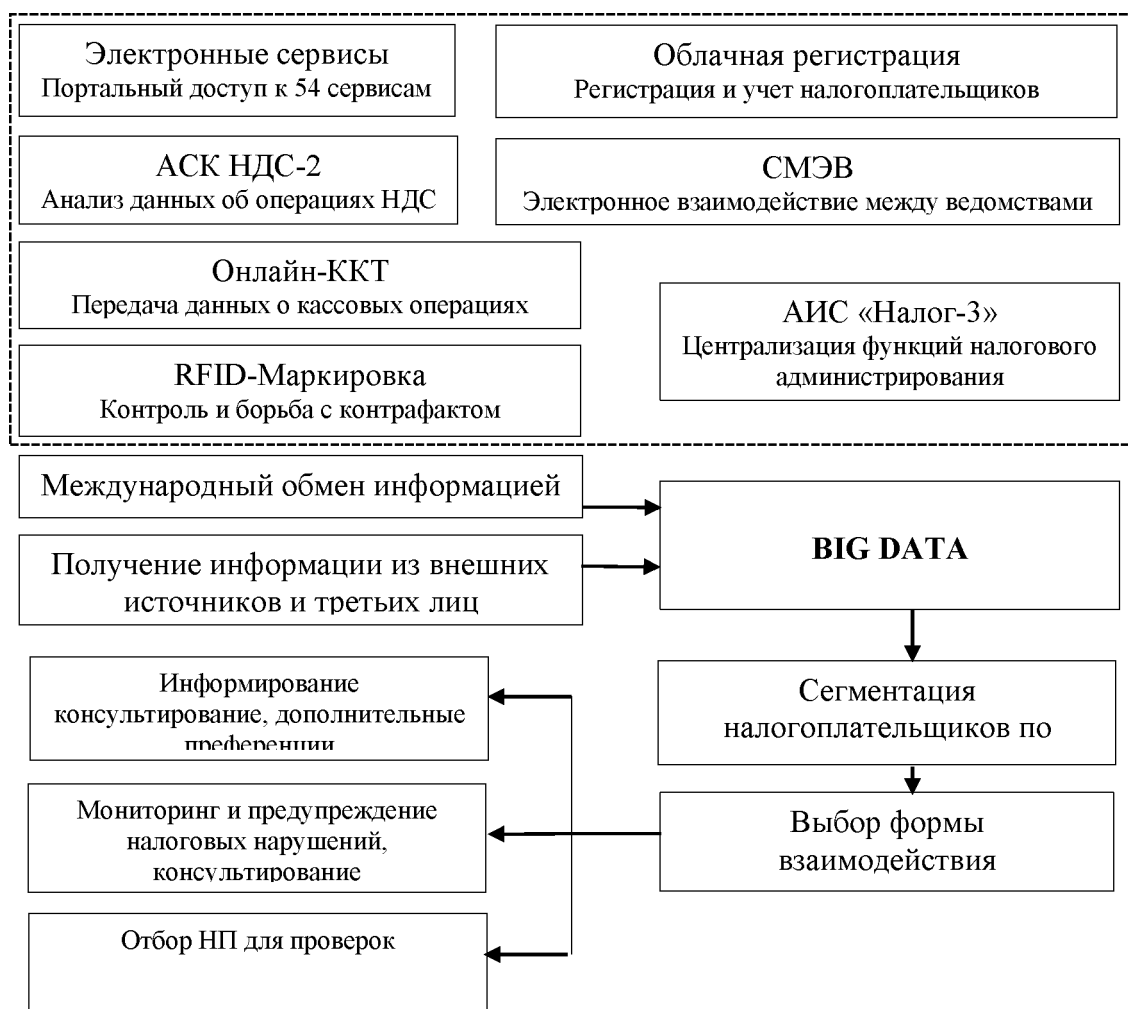 Электронные сервисы
Портальный доступ к 54 сервисам
Облачная регистрация
Регистрация и учет налогоплательщиков
АСК НДС-2
Анализ данных об операциях НДС
СМЭВ
Электронное взаимодействие между ведомствами
Онлайн-ККТ
Передача данных о кассовых операциях
АИС «Налог-3»
Централизация функций налогового
администрирования
RFID-Маркировка
Контроль и борьба с контрафактом
Международный обмен информацией
BIG DATA
Получение информации из внешних
источников и третьих лиц
Информирование
консультирование, дополнительные
преференции
Сегментация
налогоплательщиков по
Мониторинг и предупреждение
налоговых нарушений,
консультирование
Выбор формы
взаимодействия
Отбор НП для проверок